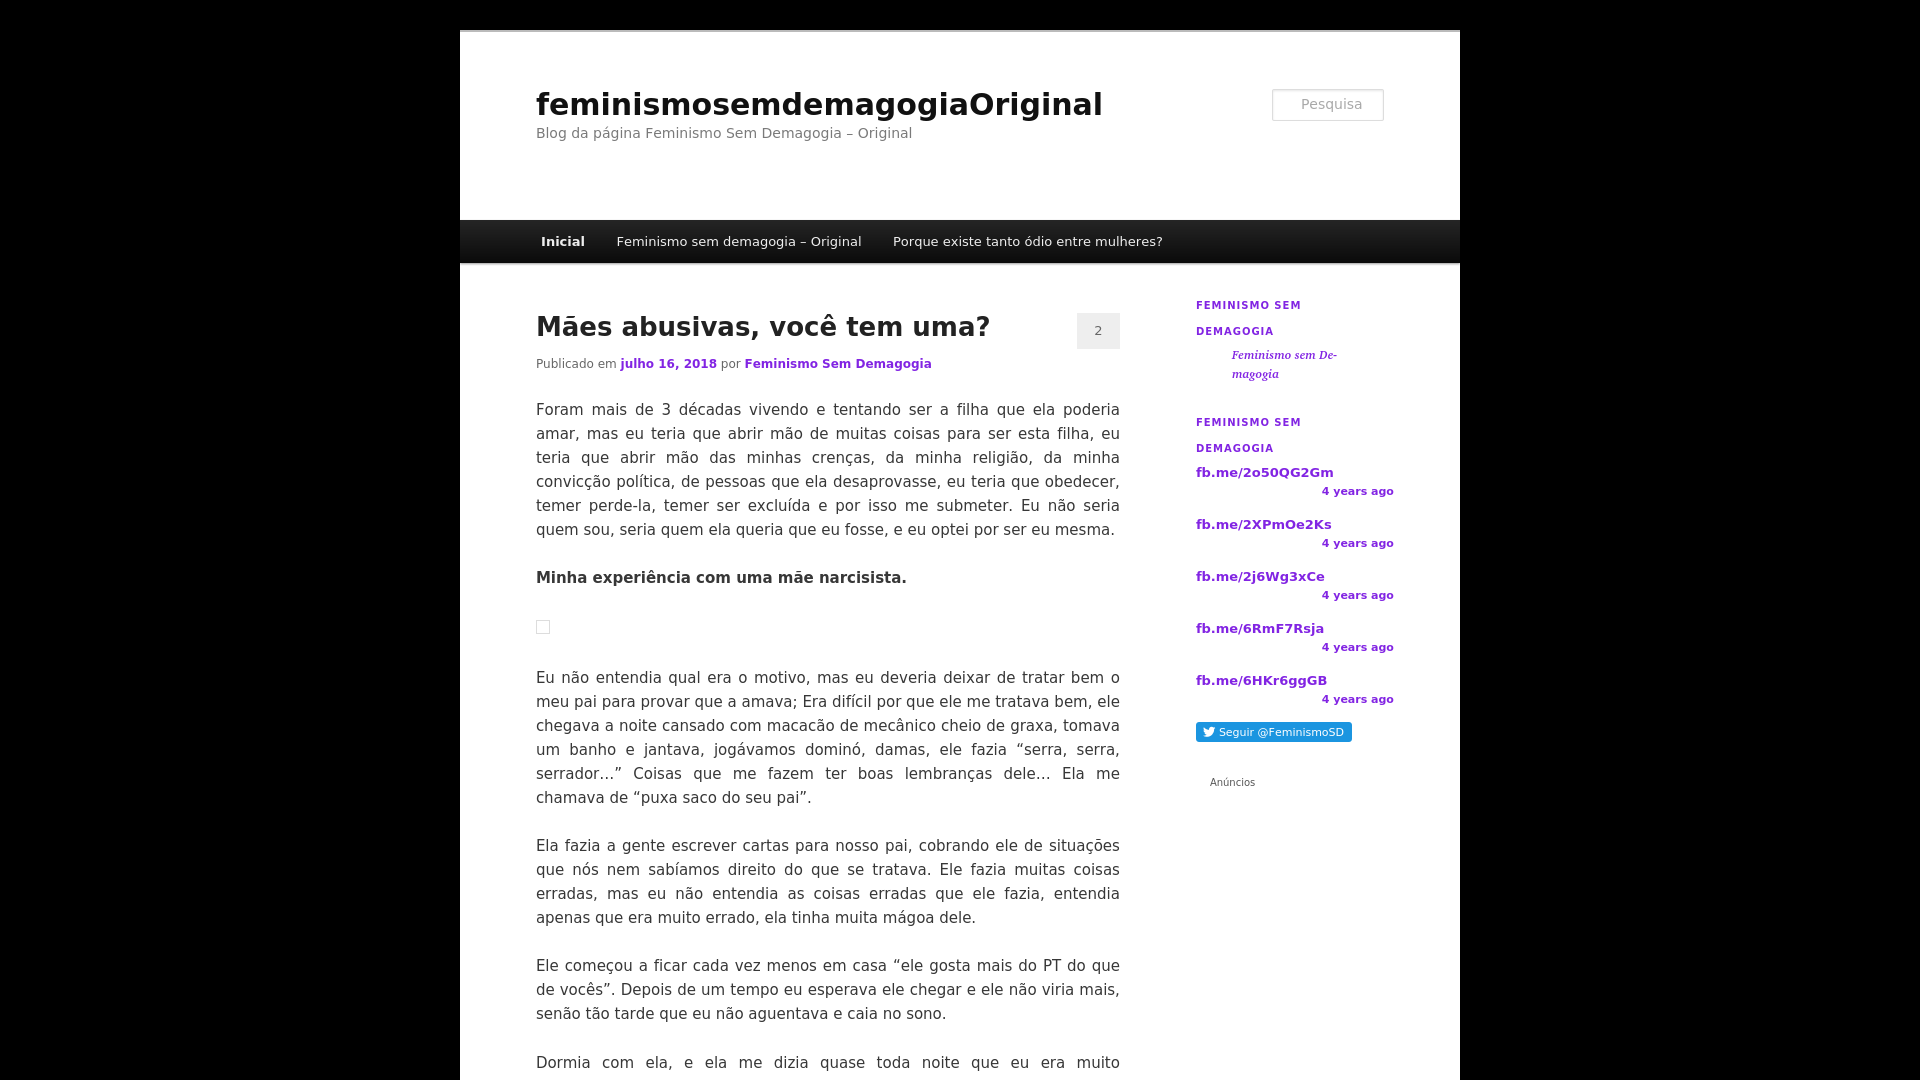 feminismosemdemagogiaOriginal
Blog da página Feminismo Sem Demagogia – Original
Pesquisa
Inicial
Feminismo sem demagogia – Original
Porque existe tanto ódio entre mulheres?
Mães abusivas, você tem uma?
2
Publicado em julho 16, 2018 por Feminismo Sem Demagogia
Foram mais de 3 décadas vivendo e tentando ser a filha que ela poderia
amar, mas eu teria que abrir mão de muitas coisas para ser esta filha, eu
teria que abrir mão das minhas crenças, da minha religião, da minha
convicção política, de pessoas que ela desaprovasse, eu teria que obedecer,
temer perde-la, temer ser excluída e por isso me submeter. Eu não seria
quem sou, seria quem ela queria que eu fosse, e eu optei por ser eu mesma.
Minha experiência com uma mãe narcisista.
Eu não entendia qual era o motivo, mas eu deveria deixar de tratar bem o
meu pai para provar que a amava; Era difícil por que ele me tratava bem, ele
chegava a noite cansado com macacão de mecânico cheio de graxa, tomava
um banho e jantava, jogávamos dominó, damas, ele fazia “serra, serra,
serrador…” Coisas que me fazem ter boas lembranças dele… Ela me
chamava de “puxa saco do seu pai”.
Ela fazia a gente escrever cartas para nosso pai, cobrando ele de situações
que nós nem sabíamos direito do que se tratava. Ele fazia muitas coisas
erradas, mas eu não entendia as coisas erradas que ele fazia, entendia
apenas que era muito errado, ela tinha muita mágoa dele.
Ele começou a ficar cada vez menos em casa “ele gosta mais do PT do que
de vocês”. Depois de um tempo eu esperava ele chegar e ele não viria mais,
senão tão tarde que eu não aguentava e caia no sono.
Dormia com ela, e ela me dizia quase toda noite que eu era muito
FEMINISMO SEM
DEMAGOGIA
Feminismo sem De-
magogia
FEMINISMO SEM
DEMAGOGIA
fb.me/2o50QG2Gm
4 years ago
fb.me/2XPmOe2Ks
4 years ago
fb.me/2j6Wg3xCe
4 years ago
fb.me/6RmF7Rsja
4 years ago
fb.me/6HKr6ggGB
4 years ago
Seguir @FeminismoSD
Anúncios